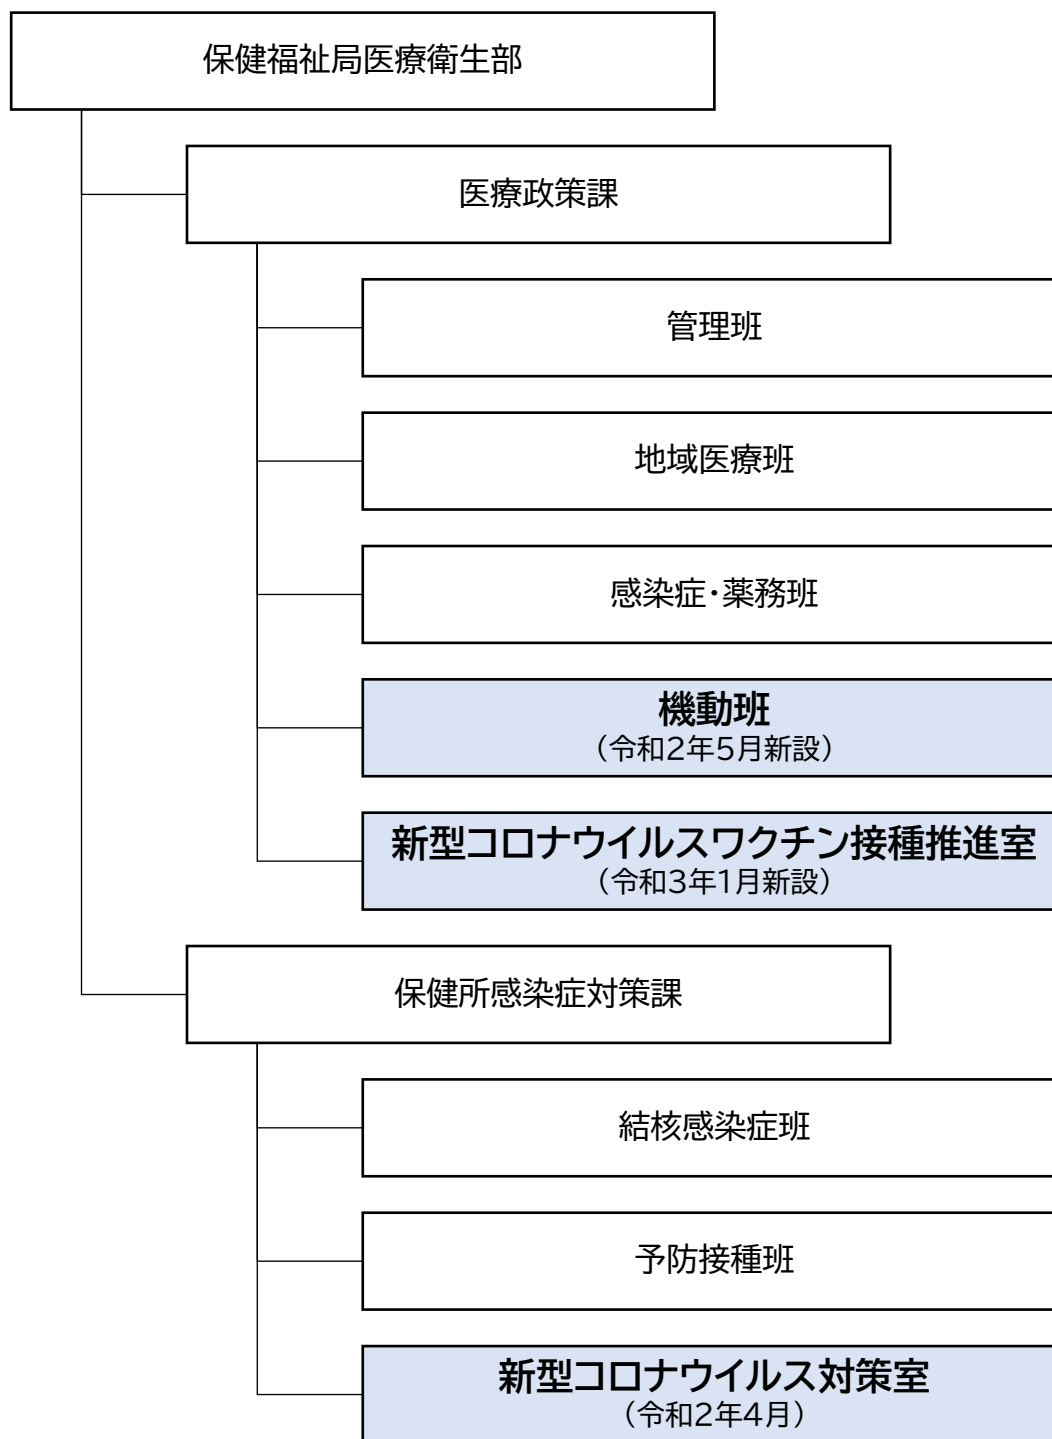 保健福祉局医療衛生部
医療政策課
管理班
地域医療班
感染症・薬務班
機動班
（令和2年5月新設）
新型コロナウイルスワクチン接種推進室
（令和3年1月新設）
保健所感染症対策課
結核感染症班
予防接種班
新型コロナウイルス対策室
（令和2年4月）